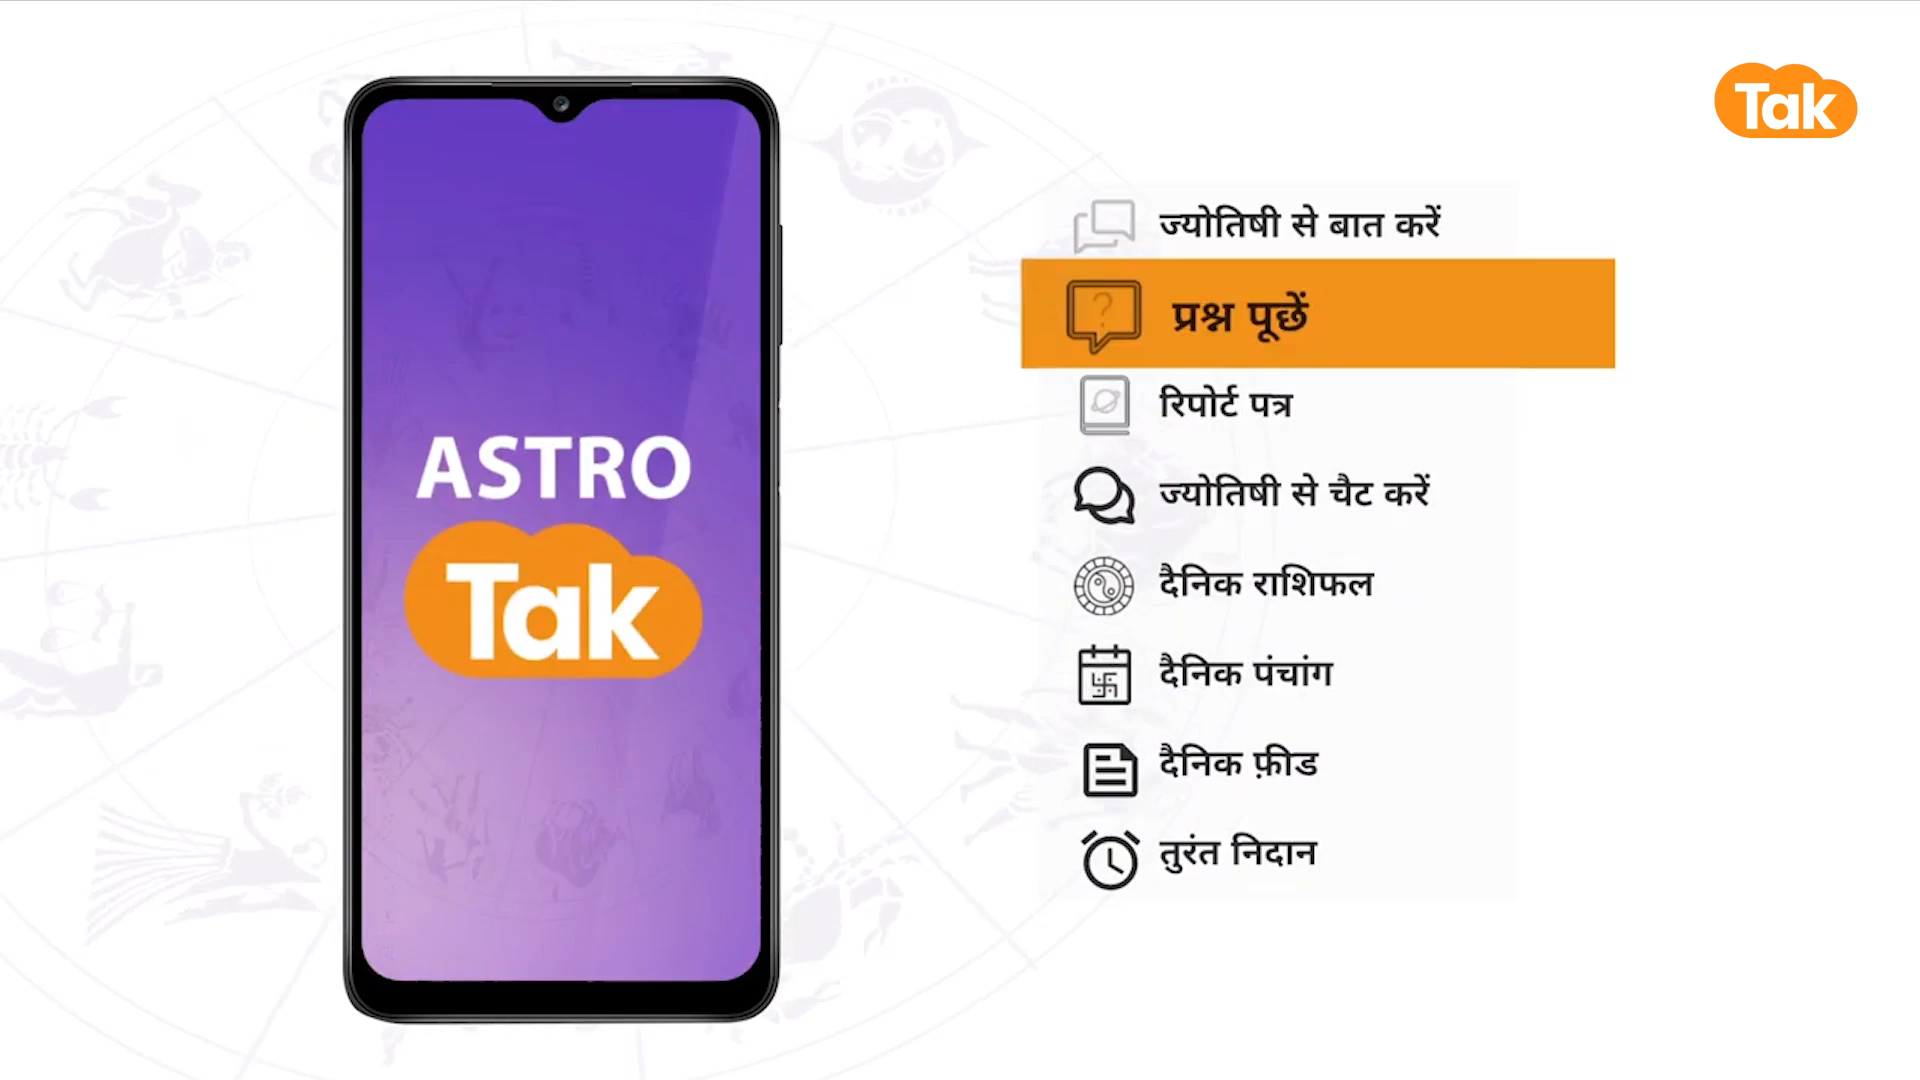 ASTRO
Tak
Tak
ज्योतिषी से बात करें
प्रश्न पूछें
रिपोर्ट पत्र
ज्योतिषी से चैट करें
दैनिक राशिफल
दैनिक पंचांग
दैनिक फ़ीड
तुरंत निदान